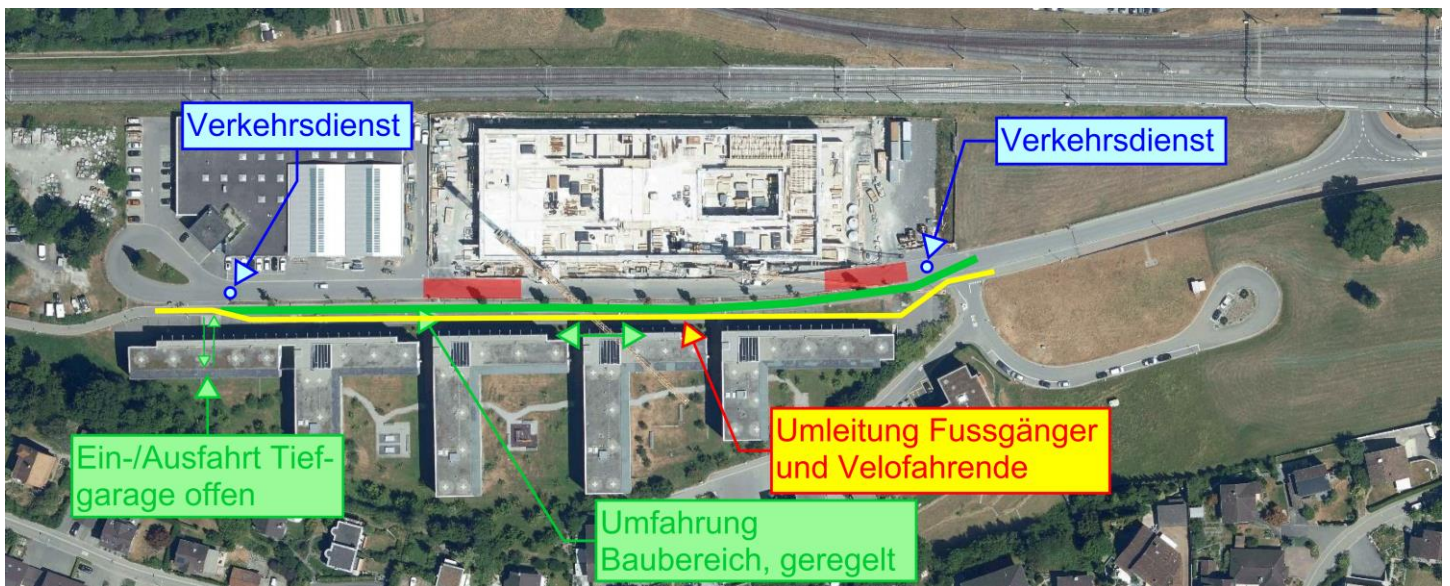 Verkehrsdienst
Verkehrsdienst
Ein-/Ausfahrt Tief-
garage offen
Umleitung Fussgänger
und Velofahrende
Umfahrung
Baubereich, geregelt